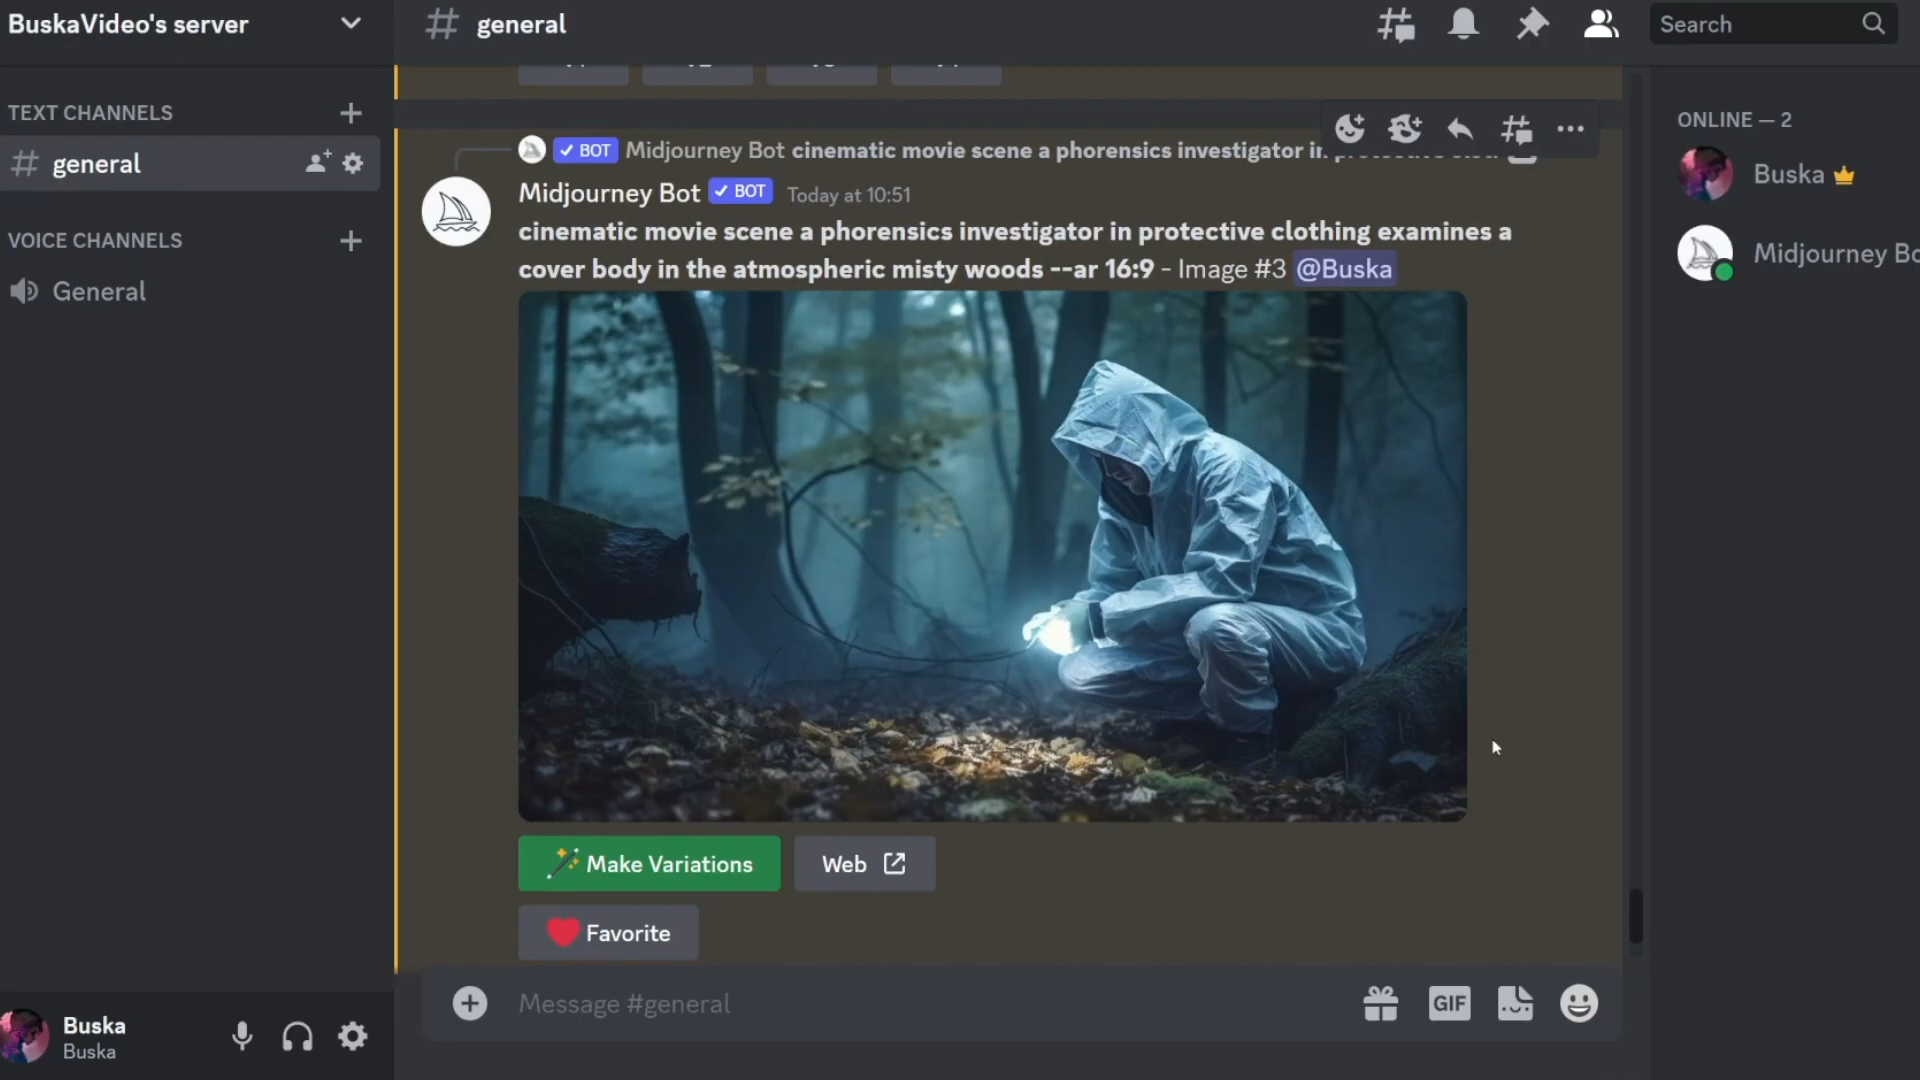 BuskaVideo's server
general
Search
TEXT CHANNELS
general
VOICE CHANNELS
General
BOT Midjourney Bot cinematic movie scene a phorensics investigator in
Midjourney Bot BOT Today at 10:51
cinematic movie scene a phorensics investigator in protective clothing examines a
cover body in the atmospheric misty woods --ar 16:9 - Image #3 @Buska
Make Variations
Web
Favorite
Message #general
GIF
ONLINE — 2
Buska
Midjourney Bo
Buska
Buska